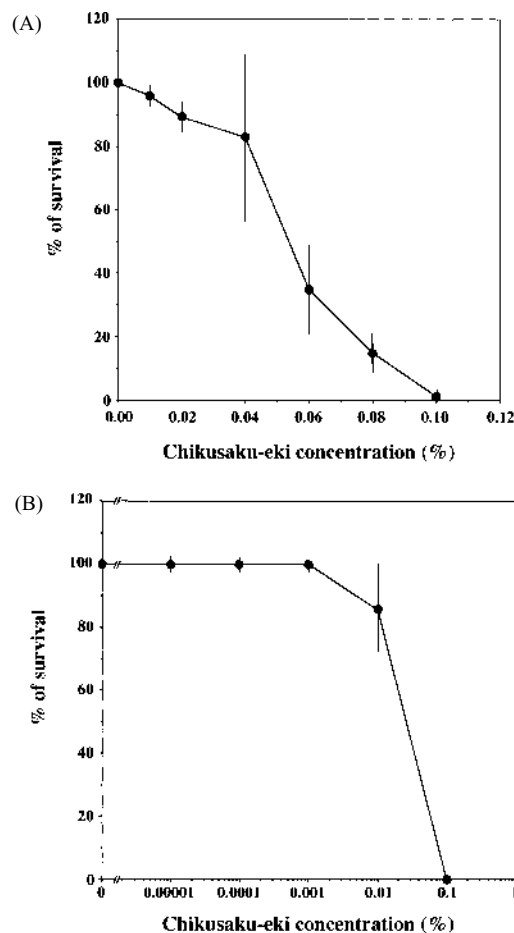 (A)
120
100
80
60
40
20
0
% of survival
0.00 0.02 0.04 0.06 0.08 0.10 0.12
Chikusaku-eki concentration (%)
(B)
120
100
80
60
40
20
0
% of survival
0 0.00001 0.0001 0.001 0.01 0.1 1
Chikusaku-eki concentration (%)